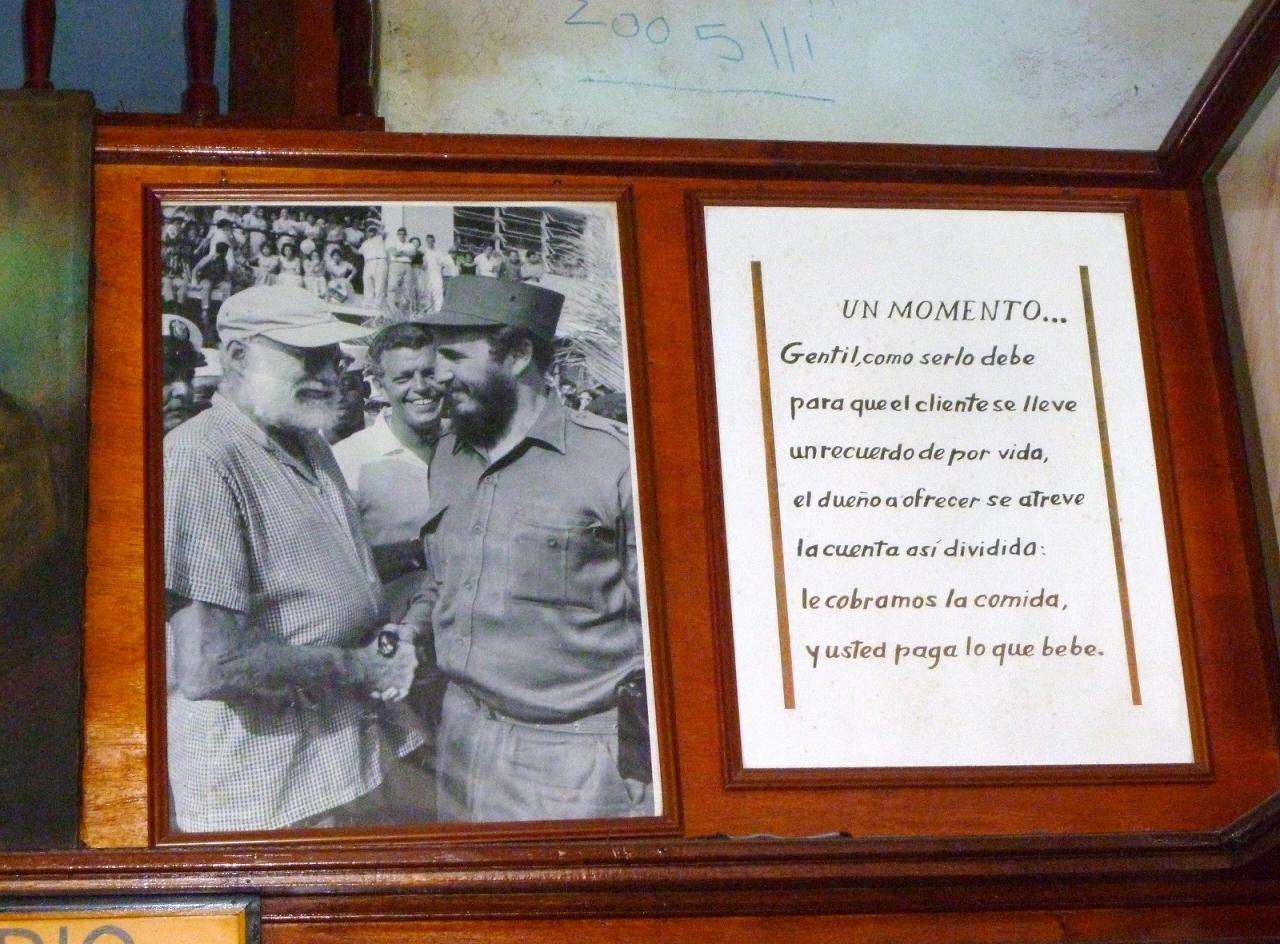 2005
UN MOMENTO...
Gentil, como serlo debe
para que el cliente se lleve
un recuerdo de por vida,
el dueño a ofrecer se atreve
la cuenta así dividida:
le cobramos la comida,
y usted paga lo que bebe.
DIO